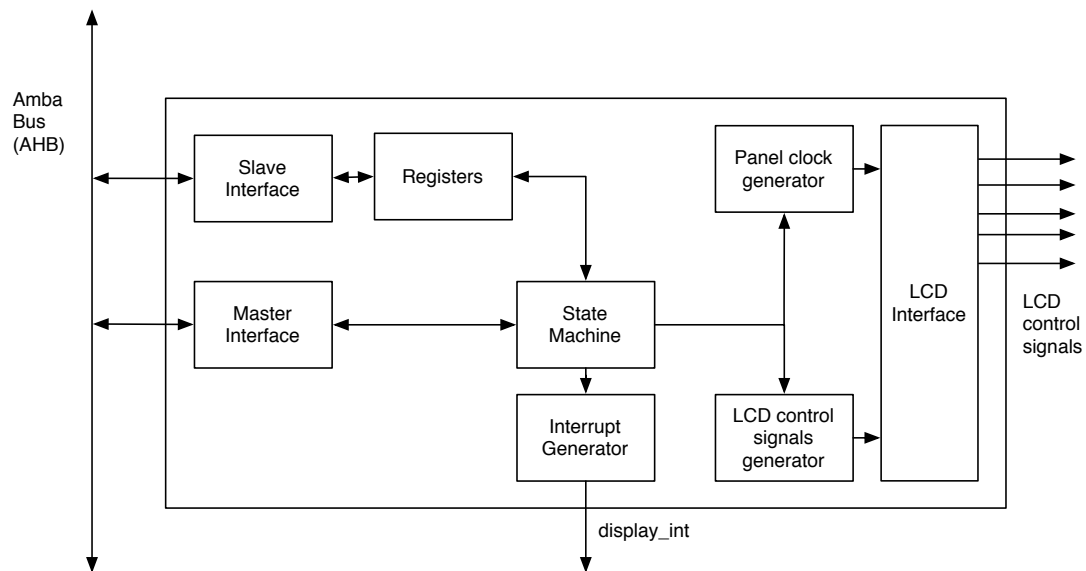 Amba
Bus
(AHB)
Slave
Interface
Registers
Panel clock
generator
Master
Interface
State
Machine
LCD
Interface
LCD
control
signals
Interrupt
Generator
LCD control
signals
generator
display_int